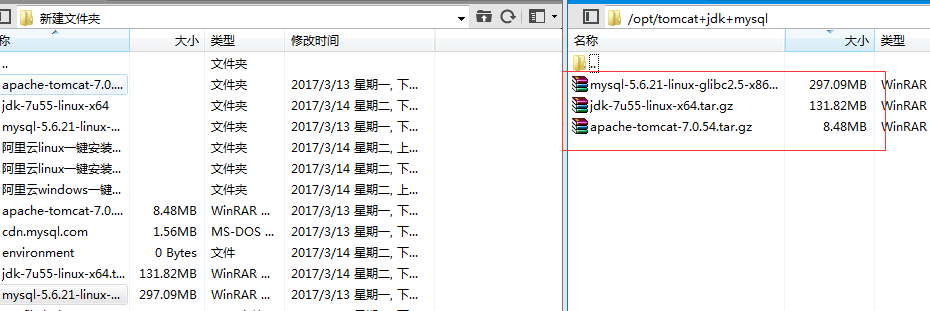 新建文件夹
称 大小 类型 修改时间
.. 文件夹
apache-tomcat-7.0.... 文件夹 2017/3/13 星期一, 下...
jdk-7u55-linux-x64 文件夹 2017/3/14 星期二, 下...
mysql-5.6.21-linux-... 文件夹 2017/3/13 星期一, 下...
阿里云linux一键安装... 文件夹 2017/3/14 星期二, 下...
阿里云linux一键安装... 文件夹 2017/3/14 星期二, 下...
阿里云windows一键... 文件夹 2017/3/14 星期二, 上...
apache-tomcat-7.0.... 8.48MB WinRAR ... 2017/3/13 星期一, 下...
cdn.mysql.com 1.56MB MS-DOS ... 2017/3/13 星期一, 下...
environment 0 Bytes 文件 2017/3/14 星期二, 下...
jdk-7u55-linux-x64.t... 131.82MB WinRAR ... 2017/3/14 星期二, 下...
mysql-5.6.21-linux-... 297.09MB WinRAR ... 2017/3/13 星期一, 下...
/opt/tomcat+jdk+mysql
名称 大小 类型
..
mysql-5.6.21-linux-glibc2.5-x86... 297.09MB WinRAR
jdk-7u55-linux-x64.tar.gz 131.82MB WinRAR
apache-tomcat-7.0.54.tar.gz 8.48MB WinRAR